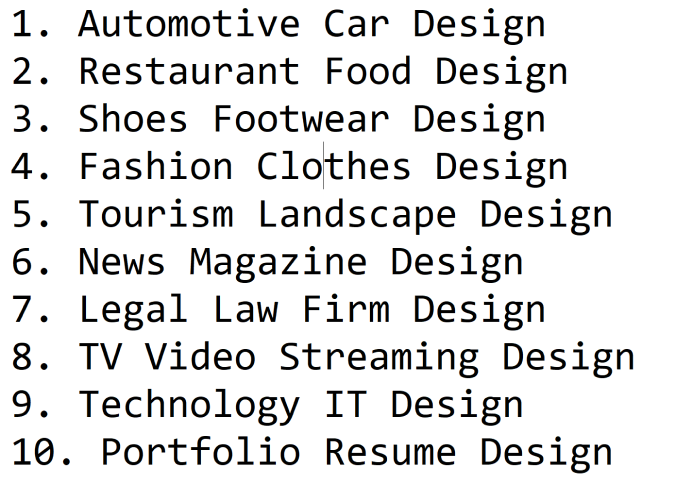 1. Automotive Car Design
2. Restaurant Food Design
3. Shoes Footwear Design
4. Fashion Clothes Design
5. Tourism Landscape Design
6. News Magazine Design
7. Legal Law Firm Design
8. TV Video Streaming Design
9. Technology IT Design
10. Portfolio Resume Design